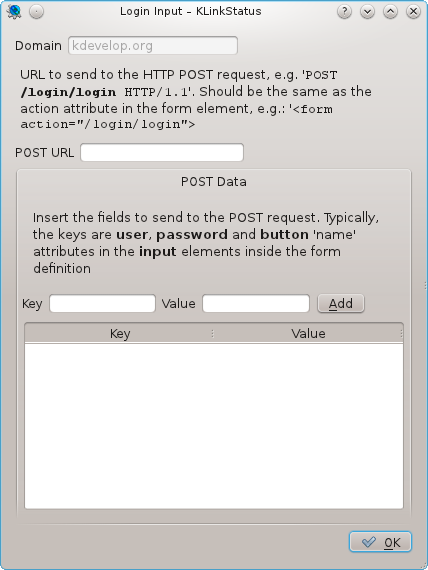 Login Input – KLinkStatus
Domain kdevelop.org
URL to send to the HTTP POST request, e.g. 'POST
/login/login HTTP/1.1'. Should be the same as the
action attribute in the form element, e.g.: '<form
action="/login/login">
POST URL
POST Data
Insert the fields to send to the POST request. Typically,
the keys are user, password and button 'name'
attributes in the input elements inside the form
definition
Key Value Add
Key Value
OK